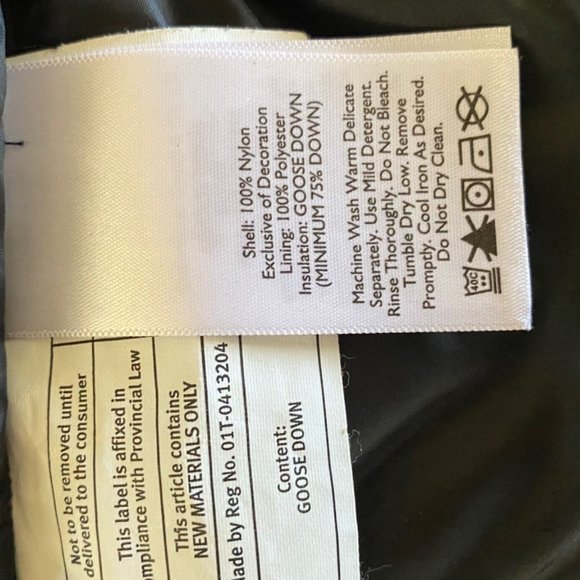 Shell: 100% Nylon
Exclusive of Decoration
Lining: 100% Polyester
Insulation: GOOSE DOWN
(MINIMUM 75% DOWN)
Machine Wash Warm Delicate
Separately. Use Mild Detergent.
Rinse Thoroughly. Do Not Bleach.
Tumble Dry Low. Remove
Promptly. Cool Iron As Desired.
Do Not Dry Clean.
40C
Not to be removed until
delivered to the consumer
This label is affixed in
ompliance with Provincial Law
This article contains
NEW MATERIALS ONLY
ade by Reg No. 01T-0413204
Content:
GOOSE DOWN